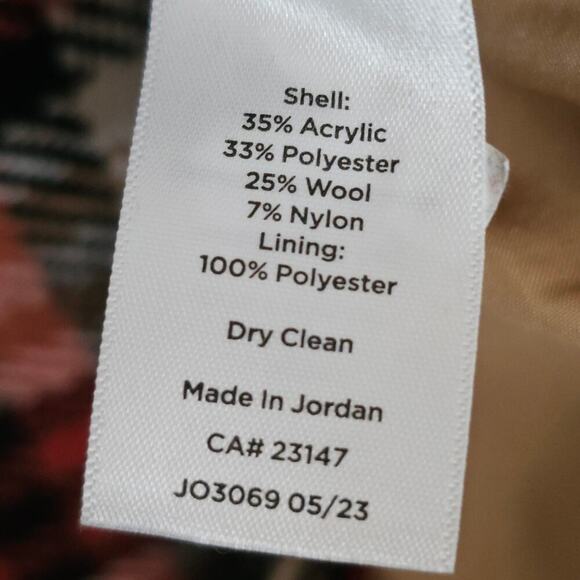 Shell:
35% Acrylic
33% Polyester
25% Wool
7% Nylon
Lining:
100% Polyester
Dry Clean
Made In Jordan
CA# 23147
JO3069 05/23